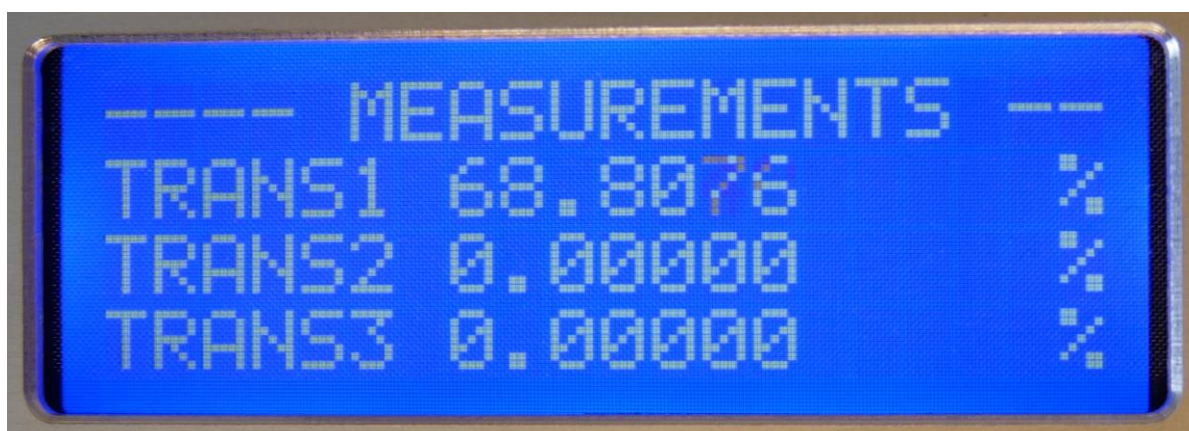 ---- MEASUREMENTS --
TRANS1 68.8076 %
TRANS2 0.00000 %
TRANS3 0.00000 %